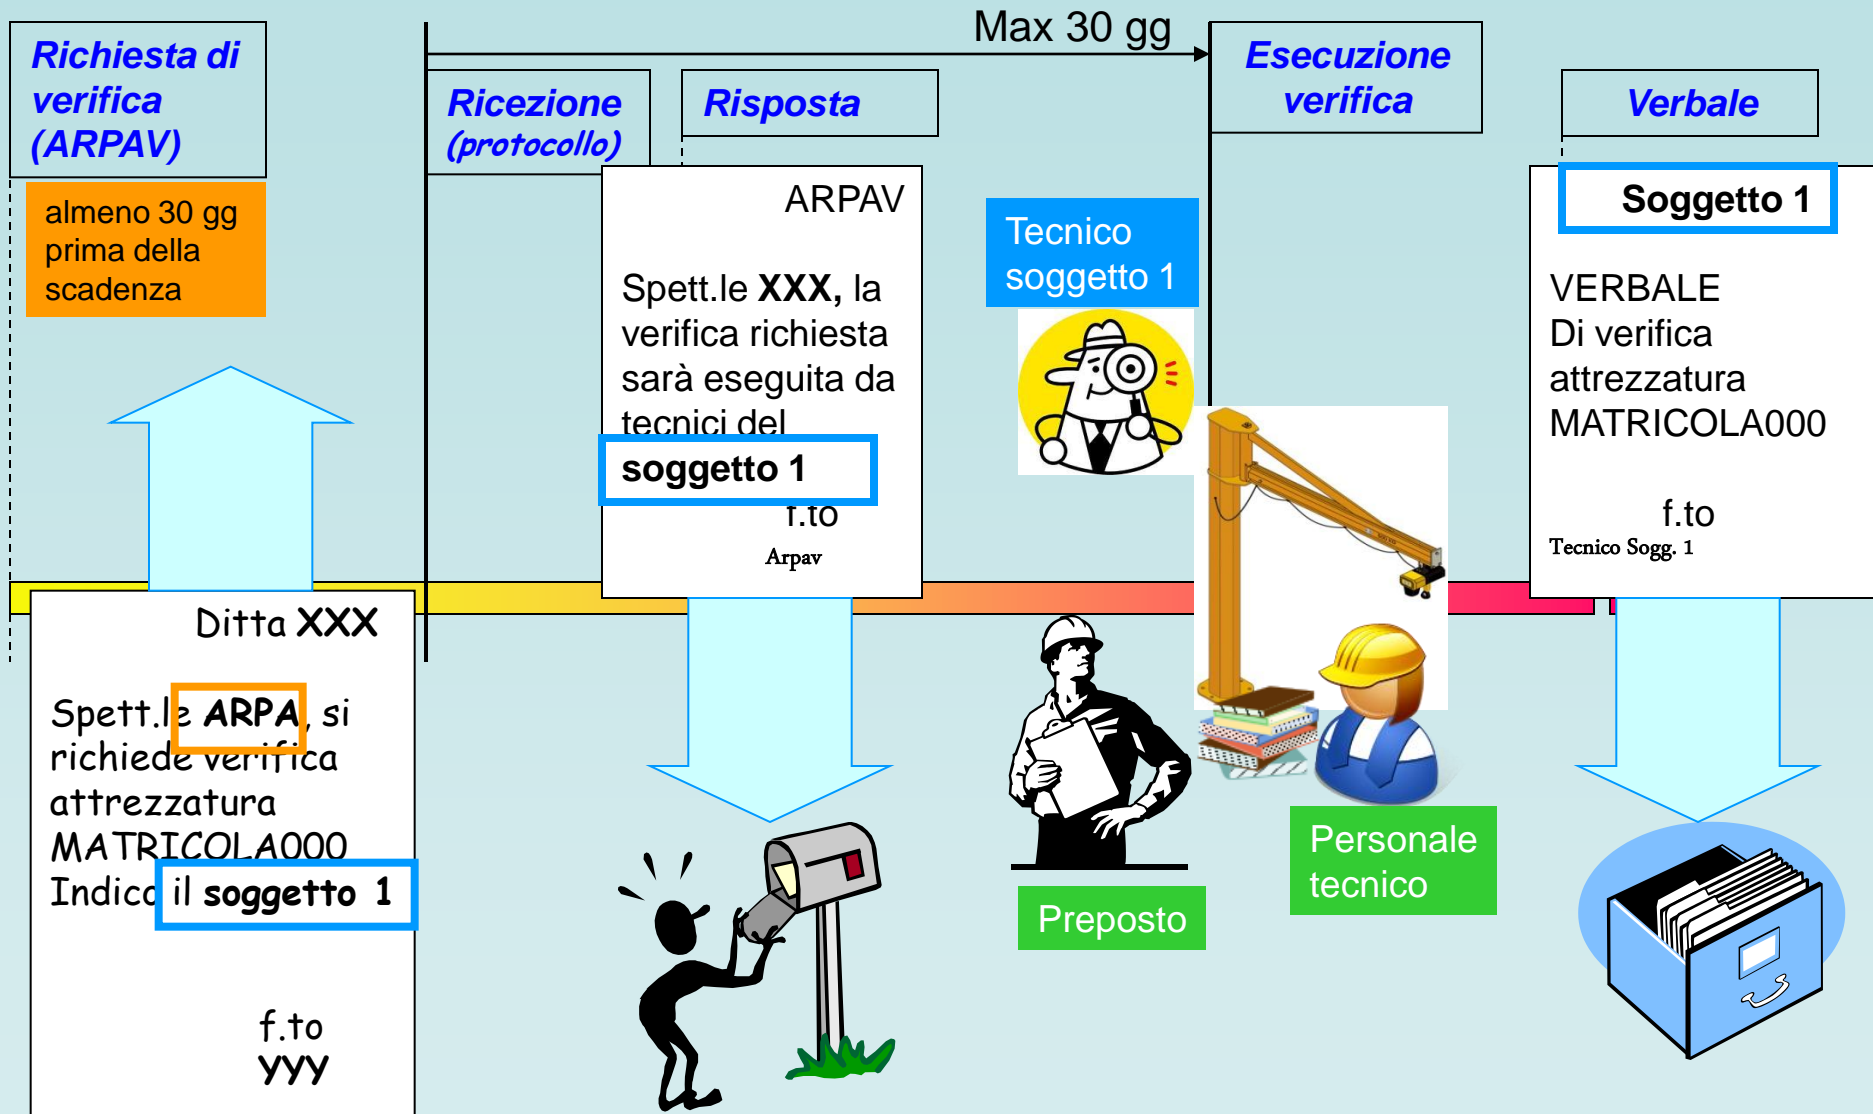 Max 30 gg
Richiesta di
verifica
(ARPAV)
Ricezione
(protocollo)
Risposta
Esecuzione
verifica
Verbale
almeno 30 gg
prima della
scadenza
ARPAV
Spett.le XXX, la
verifica richiesta
sarà eseguita da
tecnici del
soggetto 1
f.to
Arpav
Tecnico
soggetto 1
Soggetto 1
VERBALE
Di verifica
attrezzatura
MATRICOLA000
f.to
Tecnico Sogg. 1
Ditta XXX
Spett.le ARPA, si
richiede verifica
attrezzatura
MATRICOLA000
Indico il soggetto 1
f.to
YYY
Preposto
Personale
tecnico